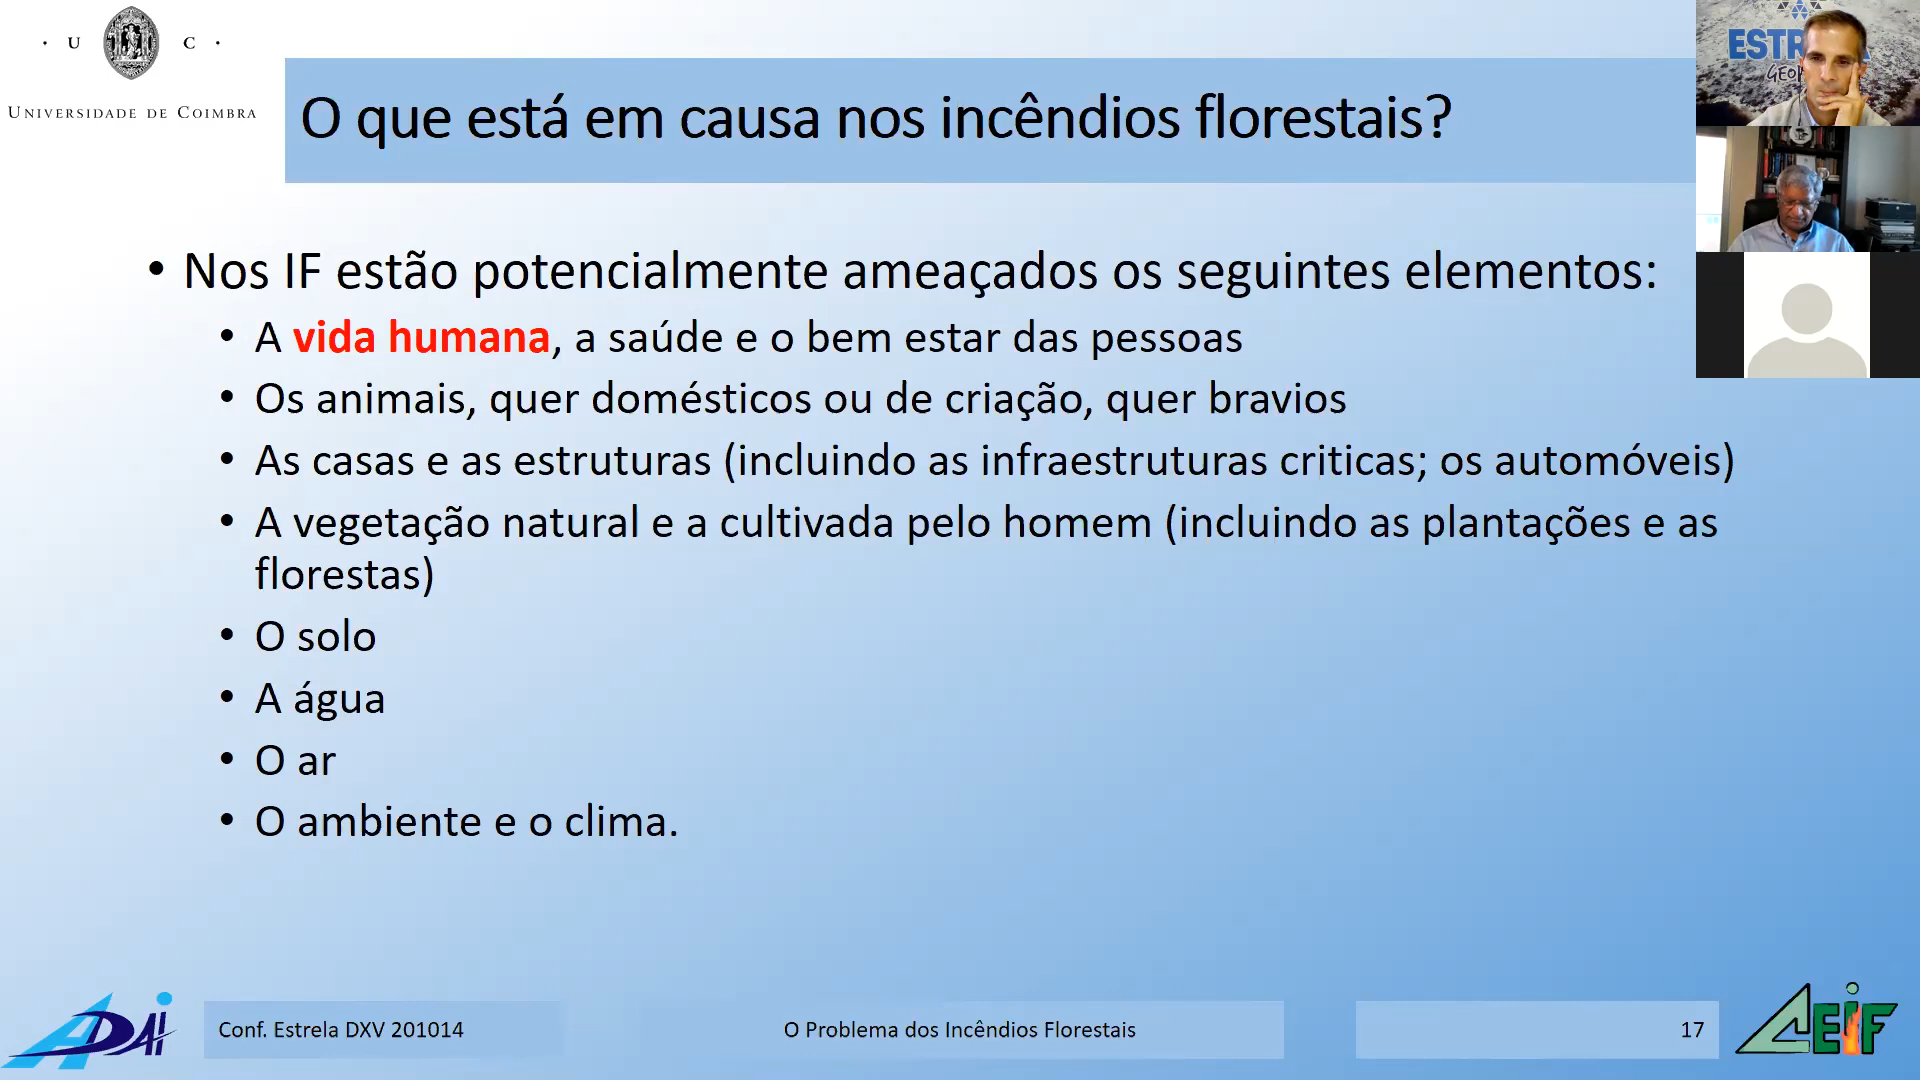 · U C ·
UNIVERSIDADE DE COIMBRA
O que está em causa nos incêndios florestais?
• Nos IF estão potencialmente ameaçados os seguintes elementos:
• A vida humana, a saúde e o bem estar das pessoas
• Os animais, quer domésticos ou de criação, quer bravios
• As casas e as estruturas (incluindo as infraestruturas criticas; os automóveis)
• A vegetação natural e a cultivada pelo homem (incluindo as plantações e as
florestas)
• O solo
• A água
• O ar
• O ambiente e o clima.
ADAI
Conf. Estrela DXV 201014
O Problema dos Incêndios Florestais
17
CEIF